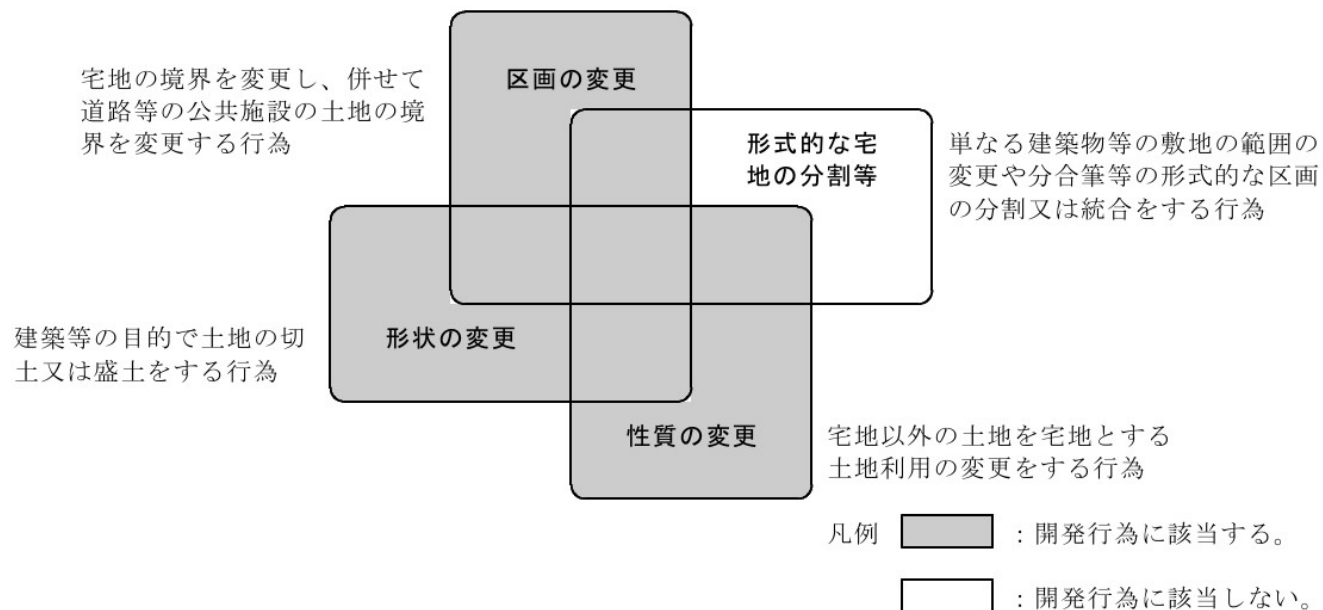 区画の変更
宅地の境界を変更し、併せて
道路等の公共施設の土地の境
界を変更する行為
形式的な宅
地の分割等
単なる建築物等の敷地の範囲の
変更や分合筆等の形式的な区画
の分割又は統合をする行為
建築等の目的で土地の切
土又は盛土をする行為
形状の変更
性質の変更
宅地以外の土地を宅地とする
土地利用の変更をする行為
凡例 ：開発行為に該当する。
：開発行為に該当しない。